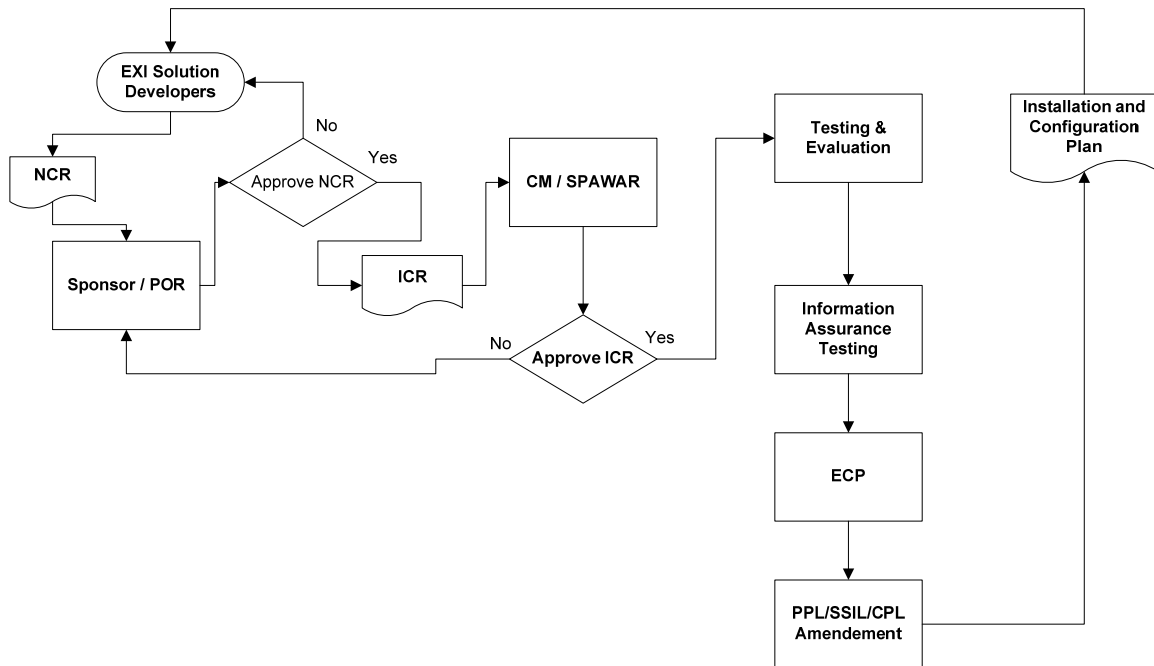 EXI Solution
Developers
NCR
Sponsor / POR
No
Approve NCR
Yes
ICR
CM / SPAWAR
No
Approve ICR
Yes
Testing &
Evaluation
Information
Assurance
Testing
ECP
PPL/SSIL/CPL
Amendement
Installation and
Configuration
Plan